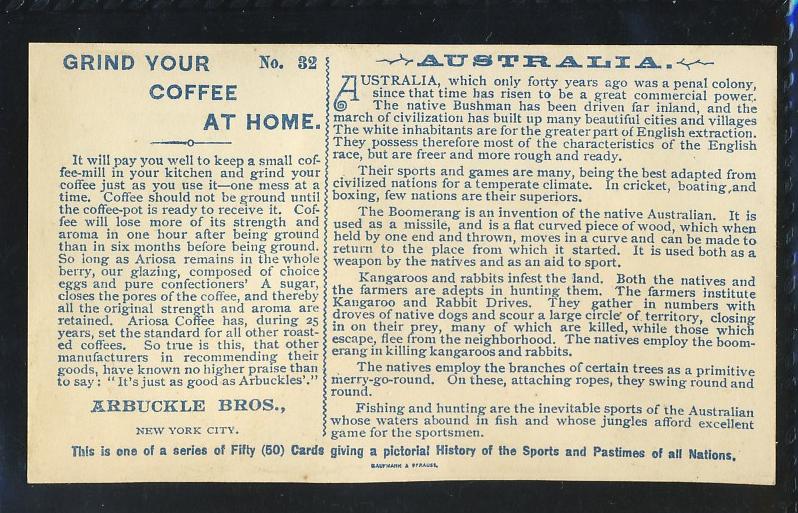 GRIND YOUR No. 32
COFFEE
AT HOME.
It will pay you well to keep a small cof-
fee-mill in your kitchen and grind your
coffee just as you use it—one mess at a
time. Coffee should not be ground until
the coffee-pot is ready to receive it. Cof-
fee will lose more of its strength and
aroma in one hour after being ground
than in six months before being ground.
So long as Ariosa remains in the whole
berry, our glazing, composed of choice
eggs and pure confectioners' A sugar,
closes the pores of the coffee, and thereby
all the original strength and aroma are
retained. Ariosa Coffee has, during 25
years, set the standard for all other roast-
ed coffees. So true is this, that other
manufacturers in recommending their
goods, have known no higher praise than
to say: "It's just as good as Arbuckles'."
ARBUCKLE BROS.,
NEW YORK CITY.
AUSTRALIA.
AUSTRALIA, which only forty years ago was a penal colony,
since that time has risen to be a great commercial power.
The native Bushman has been driven far inland, and the
march of civilization has built up many beautiful cities and villages
The white inhabitants are for the greater part of English extraction.
They possess therefore most of the characteristics of the English
race, but are freer and more rough and ready.
Their sports and games are many, being the best adapted from
civilized nations for a temperate climate. In cricket, boating, and
boxing, few nations are their superiors.
The Boomerang is an invention of the native Australian. It is
used as a missile, and is a flat curved piece of wood, which when
held by one end and thrown, moves in a curve and can be made to
return to the place from which it started. It is used both as a
weapon by the natives and as an aid to sport.
Kangaroos and rabbits infest the land. Both the natives and
the farmers are adepts in hunting them. The farmers institute
Kangaroo and Rabbit Drives. They gather in numbers with
droves of native dogs and scour a large circle of territory, closing
in on their prey, many of which are killed, while those which
escape, flee from the neighborhood. The natives employ the boom-
erang in killing kangaroos and rabbits.
The natives employ the branches of certain trees as a primitive
merry-go-round. On these, attaching ropes, they swing round and
round.
Fishing and hunting are the inevitable sports of the Australian
whose waters abound in fish and whose jungles afford excellent
game for the sportsmen.
This is one of a series of Fifty (50) Cards giving a pictorial History of the Sports and Pastimes of all Nations.
KAUFMANN & STRAUSS,